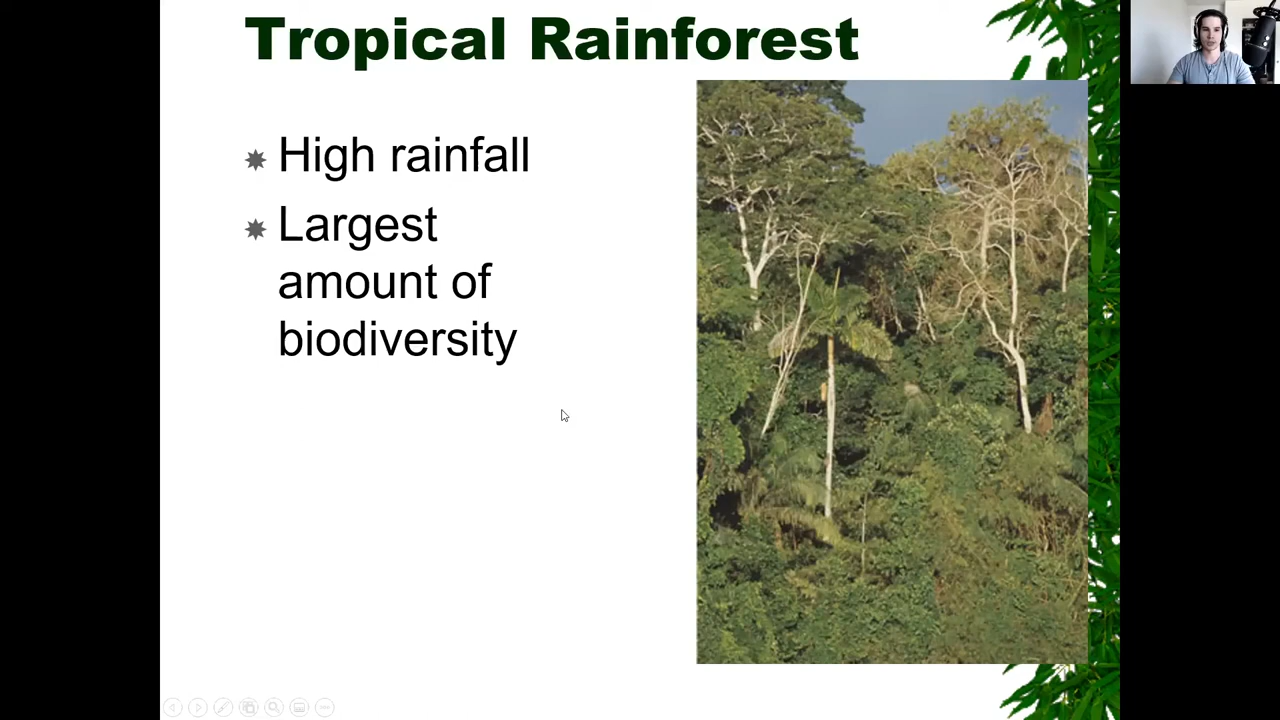 Tropical Rainforest
High rainfall
Largest
amount of
biodiversity